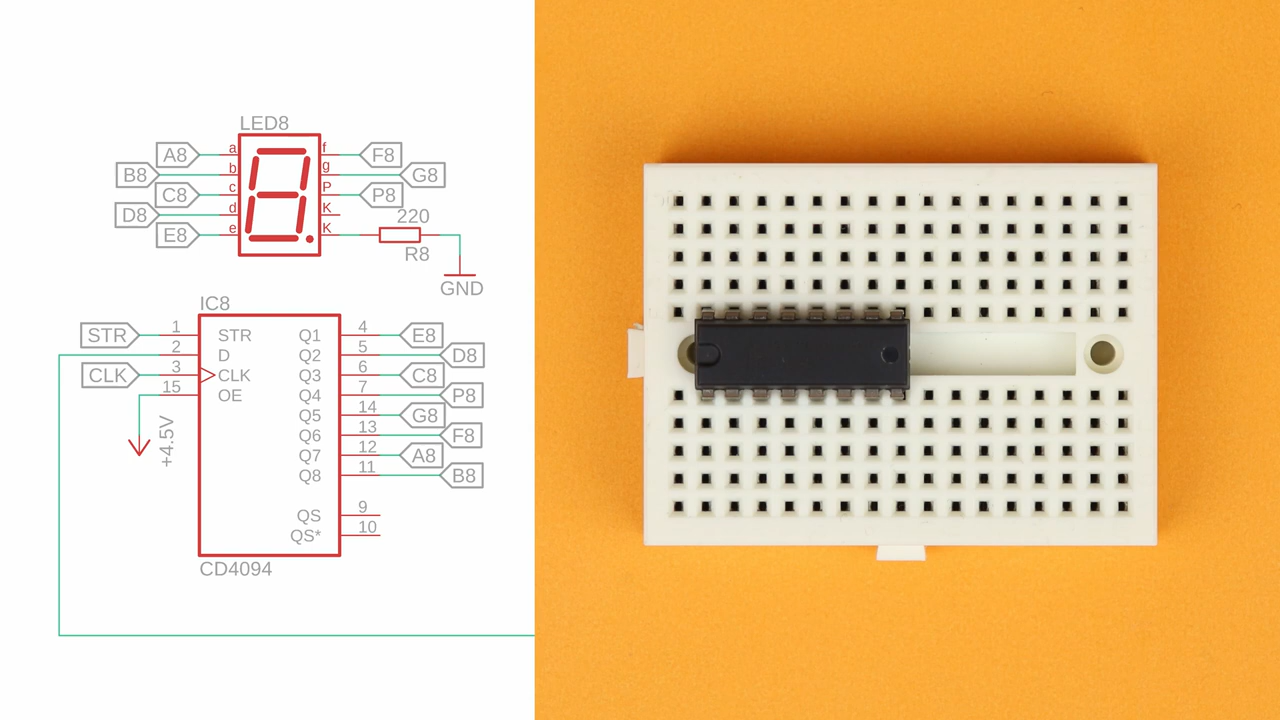 LED8
A8 a f F8
B8 b g G8
C8 c P P8
D8 d K 220
E8 e K R8
GND
IC8
STR 1 STR Q1 4 E8
2 D Q2 5 D8
CLK 3 CLK Q3 6 C8
15 OE Q4 7 P8
+4.5V
Q5 14 G8
Q6 13 F8
Q7 12 A8
Q8 11 B8
QS 9
QS* 10
CD4094